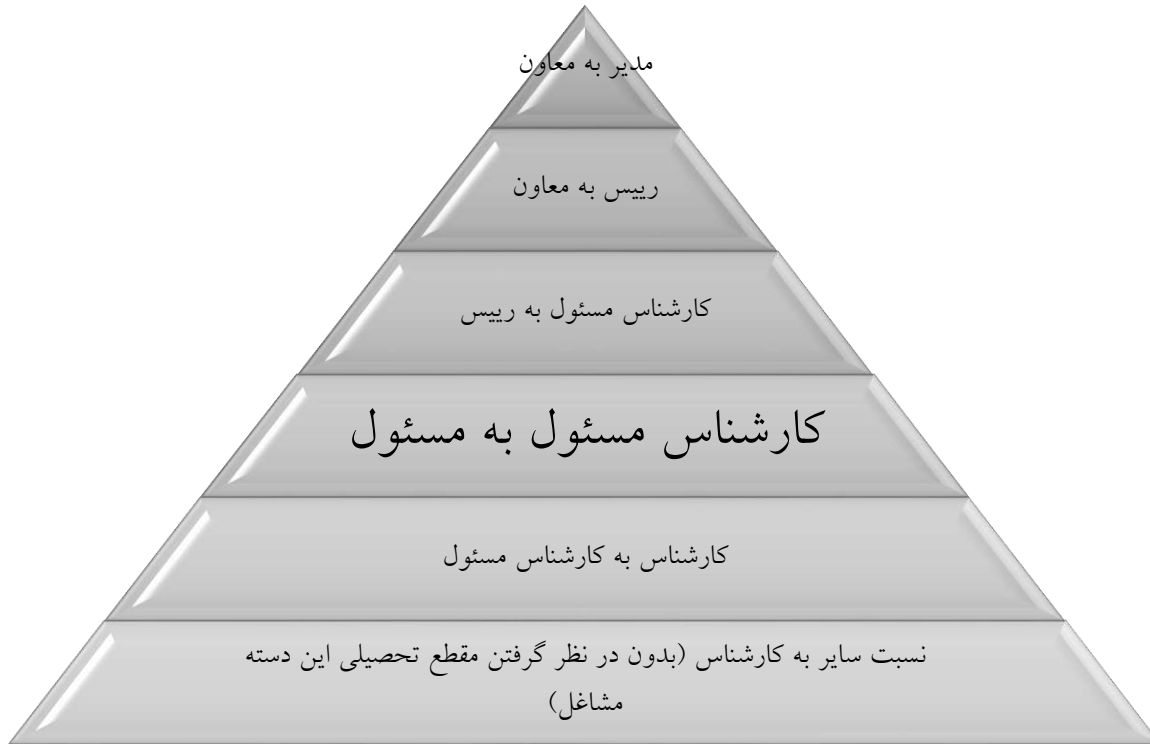 مدیر به معاون
رییس به معاون
کارشناس مسئول به رییس
کارشناس مسئول به مسئول
کارشناس به کارشناس مسئول
نسبت سایر به کارشناس (بدون در نظر گرفتن مقطع تحصیلی این دسته
مشاغل)